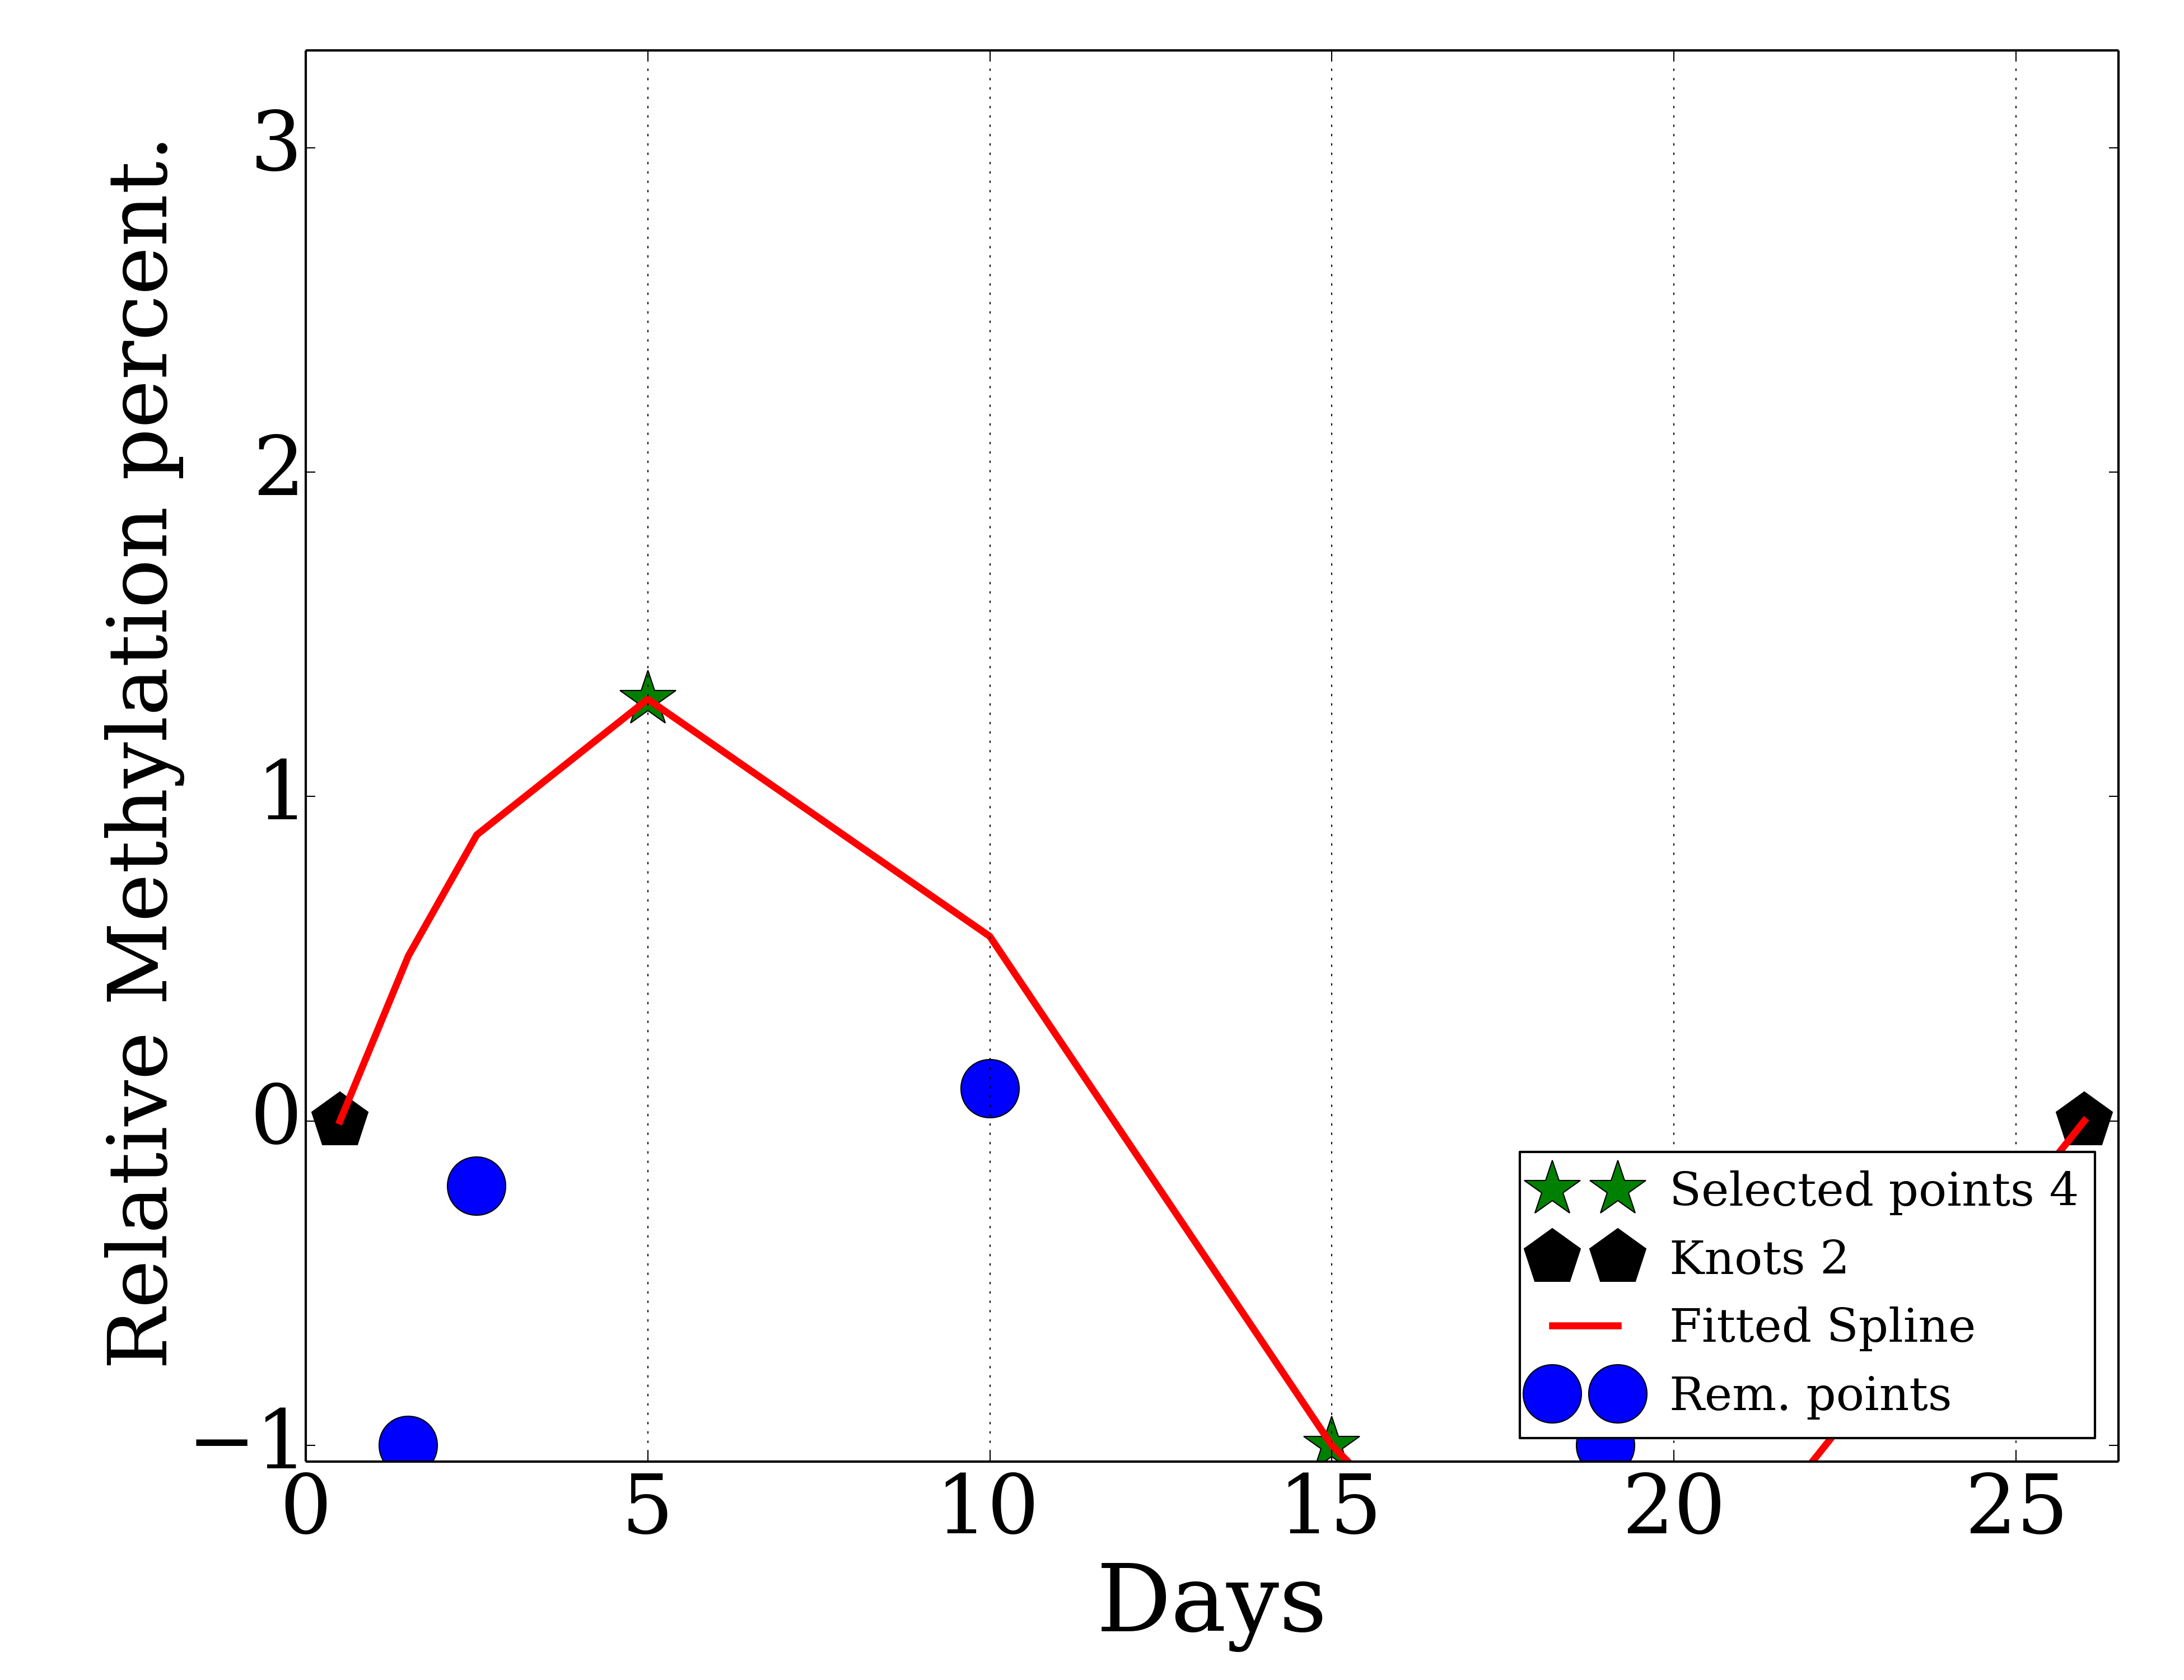 Relative Methylation percent.
3
2
1
0
−1
0 5 10 15 20 25
Days
Selected points 4
Knots 2
Fitted Spline
Rem. points